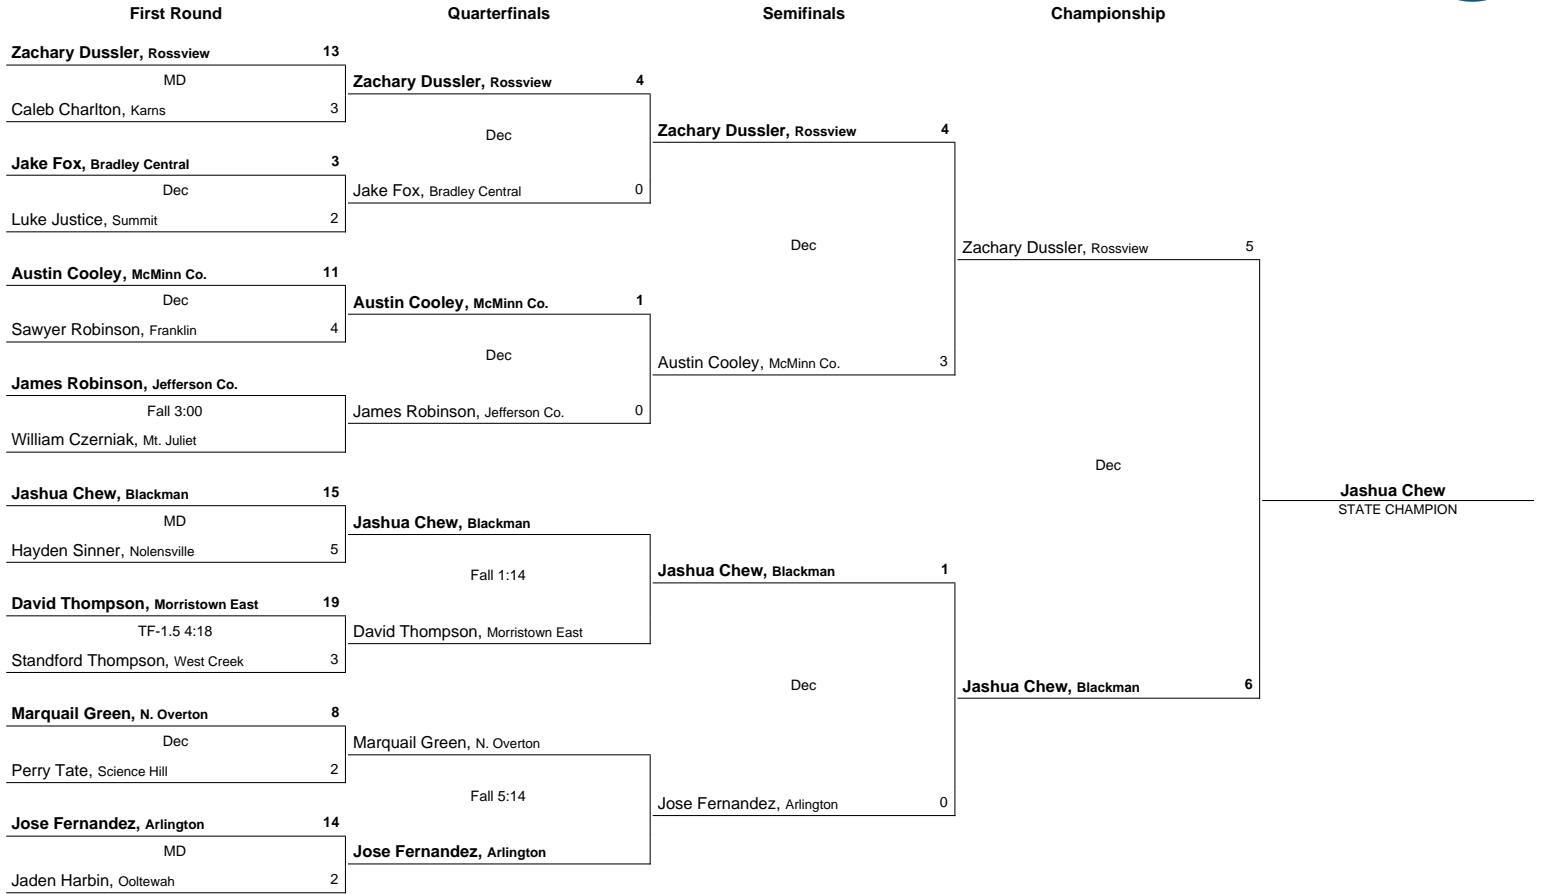 First Round Quarterfinals Semifinals Championship
Zachary Dussler, Rossview 13
MD
Caleb Charlton, Karns 3
Jake Fox, Bradley Central 3
Dec
Luke Justice, Summit 2
Austin Cooley, McMinn Co. 11
Dec
Sawyer Robinson, Franklin 4
James Robinson, Jefferson Co.
Fall 3:00
William Czerniak, Mt. Juliet
Jashua Chew, Blackman 15
MD
Hayden Sinner, Nolensville 5
David Thompson, Morristown East 19
TF-1.5 4:18
Standford Thompson, West Creek 3
Marquail Green, N. Overton 8
Dec
Perry Tate, Science Hill 2
Jose Fernandez, Arlington 14
MD
Jaden Harbin, Ooltewah 2
Zachary Dussler, Rossview 4
Dec
Jake Fox, Bradley Central 0
Austin Cooley, McMinn Co. 1
Dec
James Robinson, Jefferson Co. 0
Jashua Chew, Blackman
Fall 1:14
David Thompson, Morristown East
Marquail Green, N. Overton
Fall 5:14
Jose Fernandez, Arlington
Zachary Dussler, Rossview 4
Dec
Austin Cooley, McMinn Co. 3
Jashua Chew, Blackman 1
Dec
Jose Fernandez, Arlington 0
Zachary Dussler, Rossview 5
Dec
Jashua Chew, Blackman 6
Jashua Chew
STATE CHAMPION